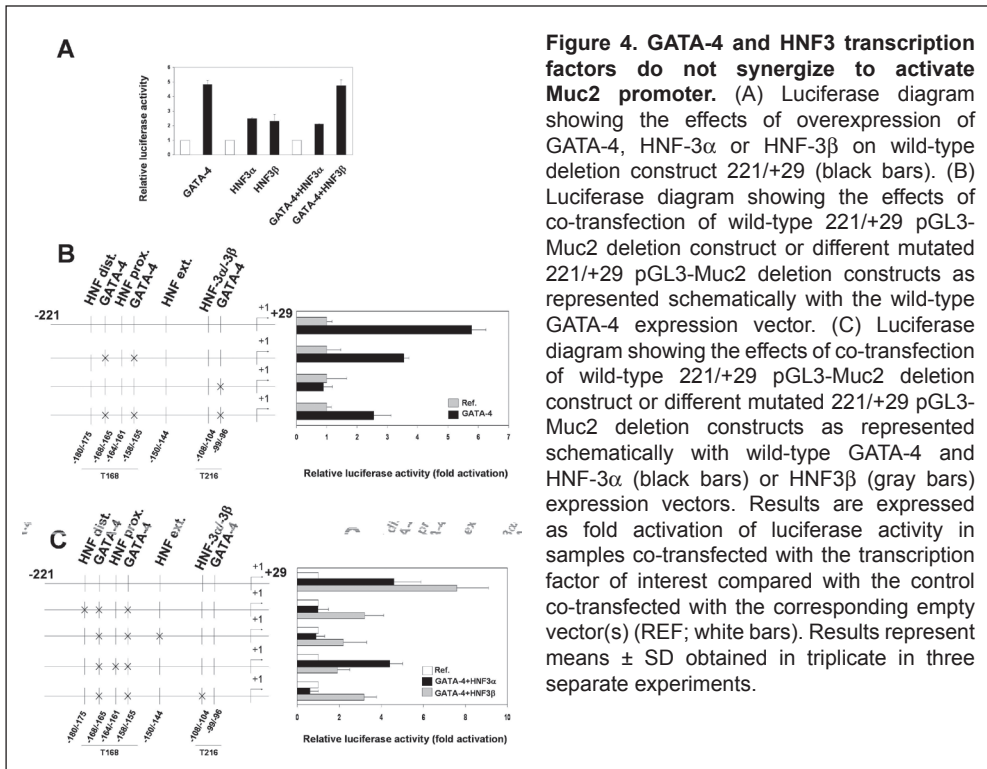 A
Relative luciferase activity
6
5
4
3
2
1
0
GATA-4
HNF3α
HNF3β
GATA-4+HNF3α
GATA-4+HNF3β
B
HNF dist.
GATA-4
HNF prox.
GATA-4
HNF ext.
HNF-3α/-3β
GATA-4
-221
+1
+29
+1
+1
+1
-180/-175
-168/-165
-164/-161
-158/-155
-150/-144
-108/-104
-99/-96
T168
T216
Ref.
GATA-4
0 1 2 3 4 5 6 7
Relative luciferase activity (fold activation)
C
HNF dist.
GATA-4
HNF prox.
GATA-4
HNF ext.
HNF-3α/-3β
GATA-4
-221
+1
+29
+1
+1
+1
+1
-180/-175
-168/-165
-164/-161
-158/-155
-150/-144
-108/-104
-99/-96
T168
T216
Ref.
GATA-4+HNF3α
GATA-4+HNF3β
0 2 4 6 8 10
Relative luciferase activity (fold activation)
Figure 4. GATA-4 and HNF3 transcription
factors do not synergize to activate
Muc2 promoter. (A) Luciferase diagram
showing the effects of overexpression of
GATA-4, HNF-3α or HNF-3β on wild-type
deletion construct 221/+29 (black bars). (B)
Luciferase diagram showing the effects of
co-transfection of wild-type 221/+29 pGL3-
Muc2 deletion construct or different mutated
221/+29 pGL3-Muc2 deletion constructs as
represented schematically with the wild-type
GATA-4 expression vector. (C) Luciferase
diagram showing the effects of co-transfection
of wild-type 221/+29 pGL3-Muc2 deletion
construct or different mutated 221/+29 pGL3-
Muc2 deletion constructs as represented
schematically with wild-type GATA-4 and
HNF-3α (black bars) or HNF3β (gray bars)
expression vectors. Results are expressed
as fold activation of luciferase activity in
samples co-transfected with the transcription
factor of interest compared with the control
co-transfected with the corresponding empty
vector(s) (REF; white bars). Results represent
means ± SD obtained in triplicate in three
separate experiments.